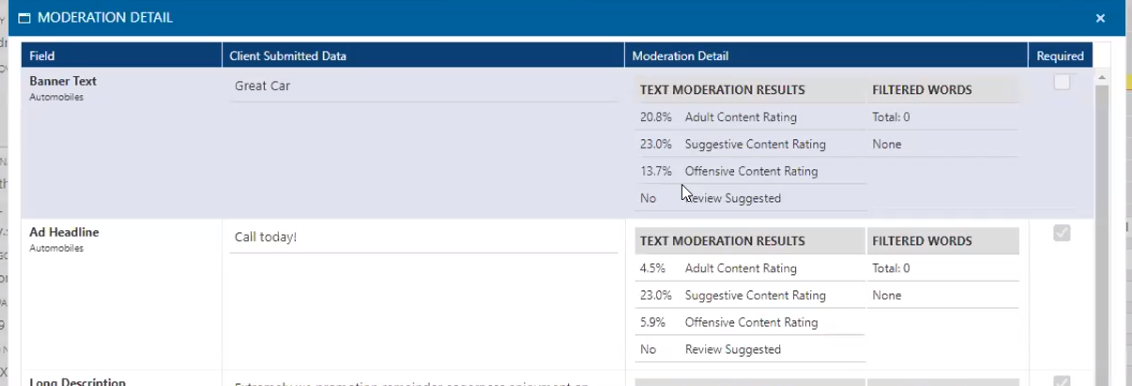 MODERATION DETAIL
Field Client Submitted Data Moderation Detail Required
Banner Text
Automobiles
Great Car
TEXT MODERATION RESULTS FILTERED WORDS
20.8% Adult Content Rating Total: 0
23.0% Suggestive Content Rating None
13.7% Offensive Content Rating
No Review Suggested
Ad Headline
Automobiles
Call today!
TEXT MODERATION RESULTS FILTERED WORDS
4.5% Adult Content Rating Total: 0
23.0% Suggestive Content Rating None
5.9% Offensive Content Rating
No Review Suggested
Long Description